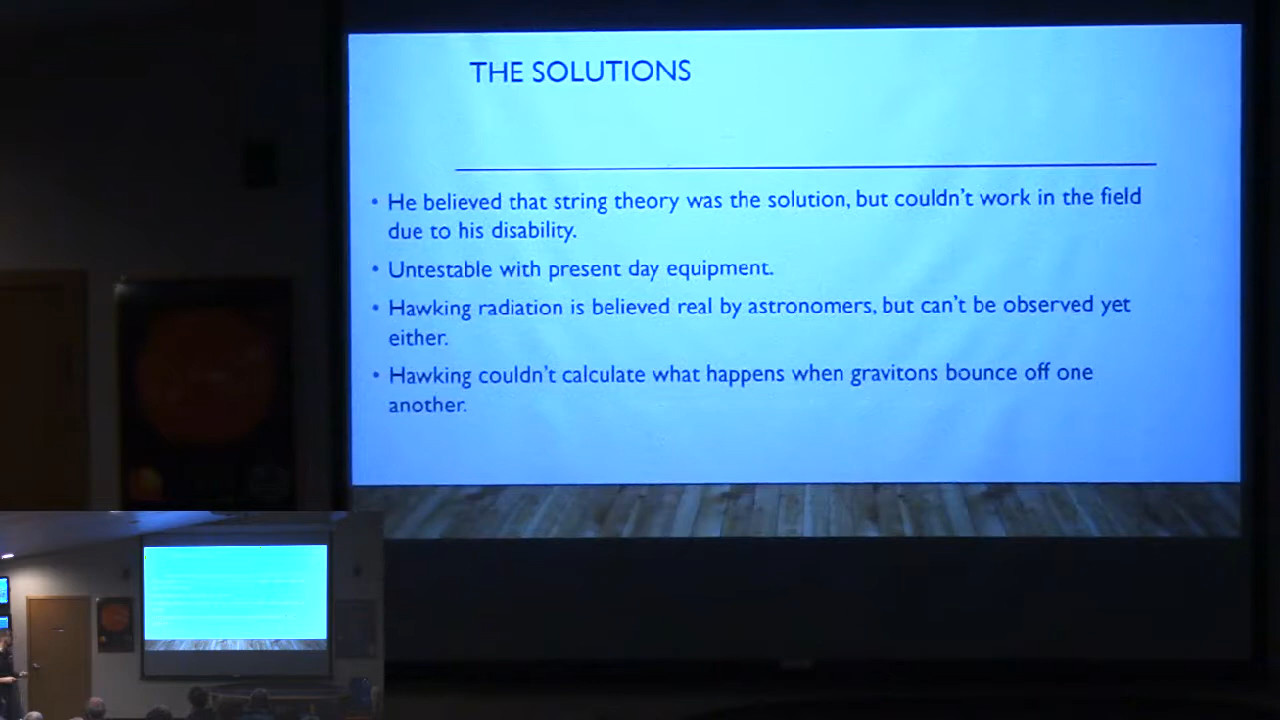 THE SOLUTIONS
• He believed that string theory was the solution, but couldn't work in the field
due to his disability.
• Untestable with present day equipment.
• Hawking radiation is believed real by astronomers, but can't be observed yet
either.
• Hawking couldn't calculate what happens when gravitons bounce off one
another.